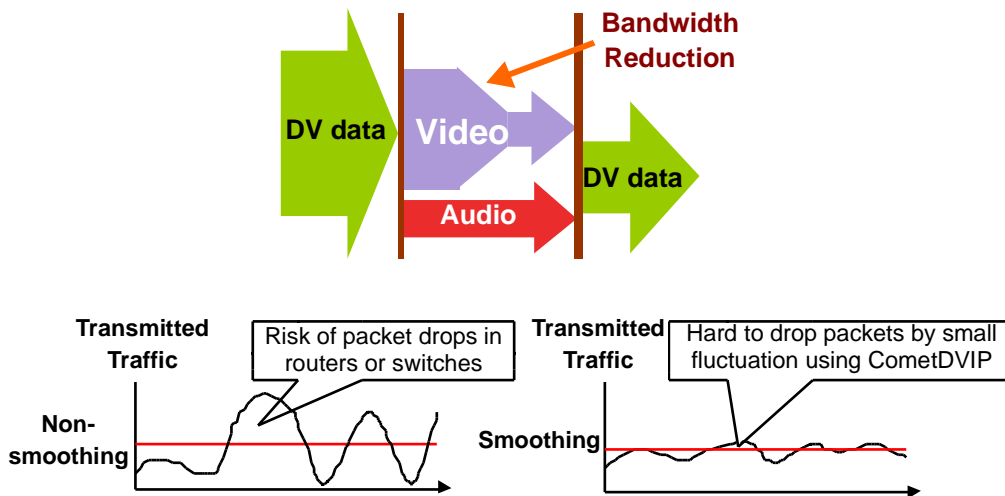 Bandwidth
Reduction
DV data
Video
DV data
Audio
Transmitted
Traffic
Risk of packet drops in
routers or switches
Non-
smoothing
Transmitted
Traffic
Hard to drop packets by small
fluctuation using CometDVIP
Smoothing